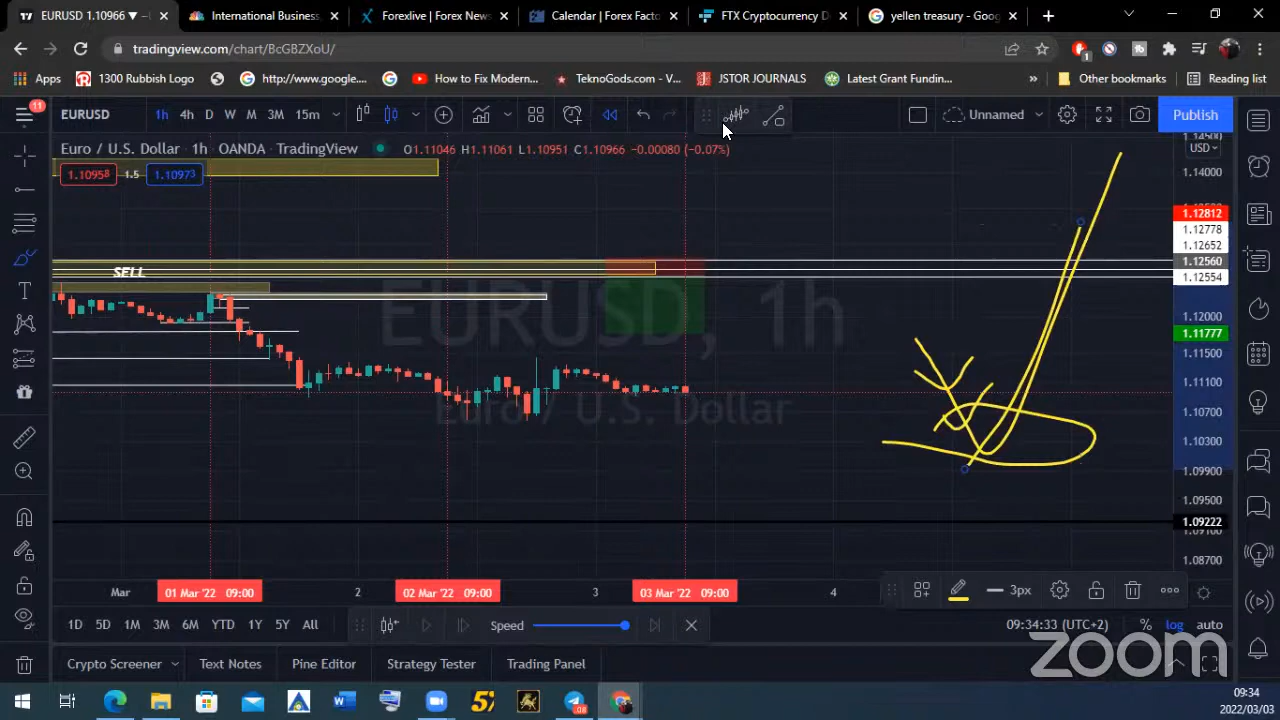 EURUSD 1.10966 ▼
International Business,
Forexlive | Forex New
Calendar | Forex Facto
FTX Cryptocurrency D
yellen treasury - Goog
tradingview.com/chart/BcGBZXoU/
1
Apps
1300 Rubbish Logo
http://www.google....
How to Fix Modern...
TeknoGods.com - V...
JSTOR JOURNALS
Latest Grant Fundin...
»
Other bookmarks
Reading list
11
EURUSD
1h 4h D W M 3M 15m
Unnamed
Publish
Euro / U.S. Dollar · 1h · OANDA · TradingView
O1.11046 H1.11061 L1.10951 C1.10966 −0.00080 (−0.07%)
1.10958 1.5 1.10973
USD
1.14500
1.14000
1.12812
1.12778
1.12652
1.12560
1.12554
1.12000
1.11777
1.11500
1.11100
1.10700
1.10300
1.09900
1.09500
1.09222
1.09100
1.08700
SELL
EURUSD, 1h
Euro / U.S. Dollar
Mar
01 Mar '22 09:00
2
02 Mar '22 09:00
3
03 Mar '22 09:00
4
3px
1D 5D 1M 3M 6M YTD 1Y 5Y All
Speed
09:34:33 (UTC+2)
% log auto
zoom
Crypto Screener
Text Notes
Pine Editor
Strategy Tester
Trading Panel
09:34
2022/03/03